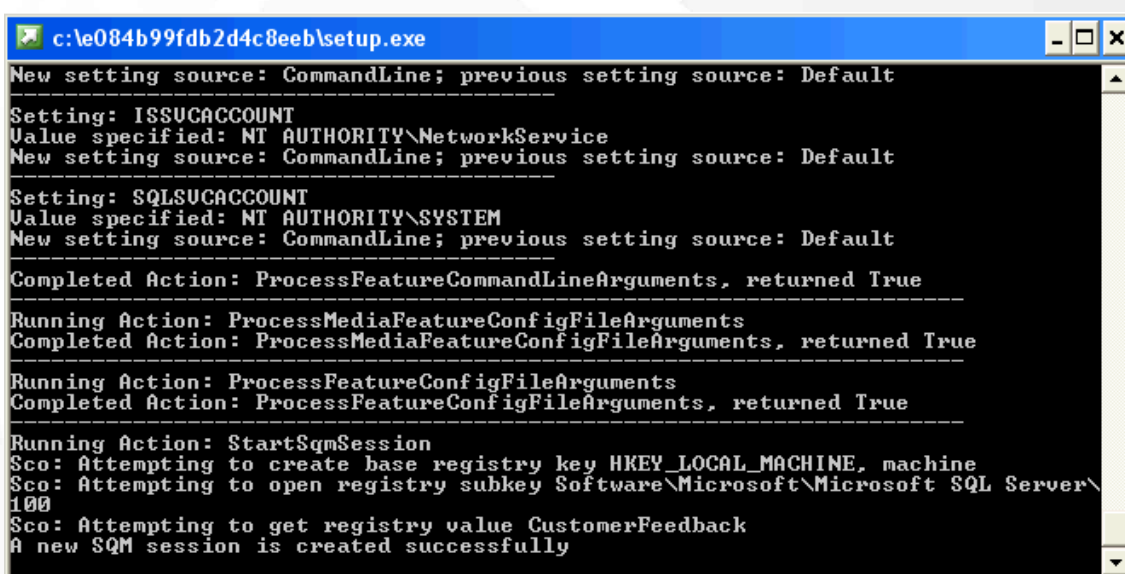 c:\e084b99fdb2d4c8eeb\setup.exe
New setting source: CommandLine; previous setting source: Default
----------------------------------------
Setting: ISSVCACCOUNT
Value specified: NT AUTHORITY\NetworkService
New setting source: CommandLine; previous setting source: Default
----------------------------------------
Setting: SQLSVCACCOUNT
Value specified: NT AUTHORITY\SYSTEM
New setting source: CommandLine; previous setting source: Default
----------------------------------------
Completed Action: ProcessFeatureCommandLineArguments, returned True
----------------------------------------------------------------------
Running Action: ProcessMediaFeatureConfigFileArguments
Completed Action: ProcessMediaFeatureConfigFileArguments, returned True
----------------------------------------------------------------------
Running Action: ProcessFeatureConfigFileArguments
Completed Action: ProcessFeatureConfigFileArguments, returned True
----------------------------------------------------------------------
Running Action: StartSqmSession
Sco: Attempting to create base registry key HKEY_LOCAL_MACHINE, machine
Sco: Attempting to open registry subkey Software\Microsoft\Microsoft SQL Server\
100
Sco: Attempting to get registry value CustomerFeedback
A new SQM session is created successfully